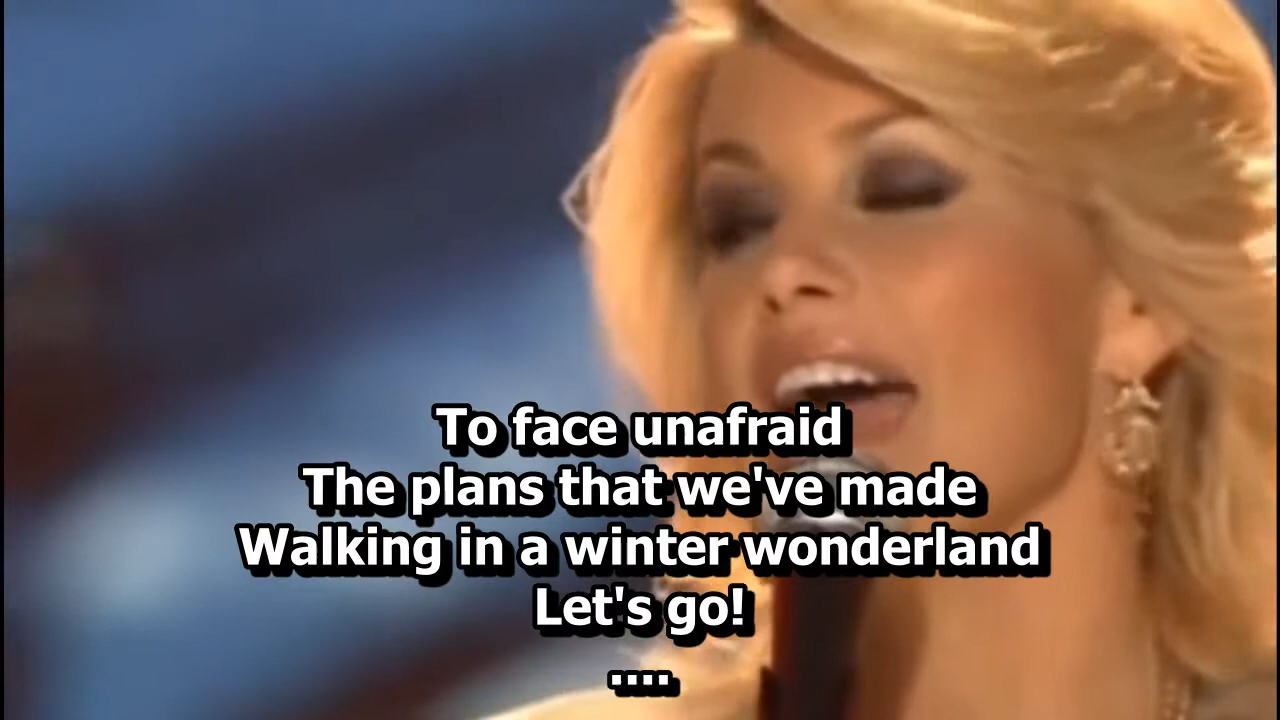 To face unafraid
The plans that we've made
Walking in a winter wonderland
Let's go!
....